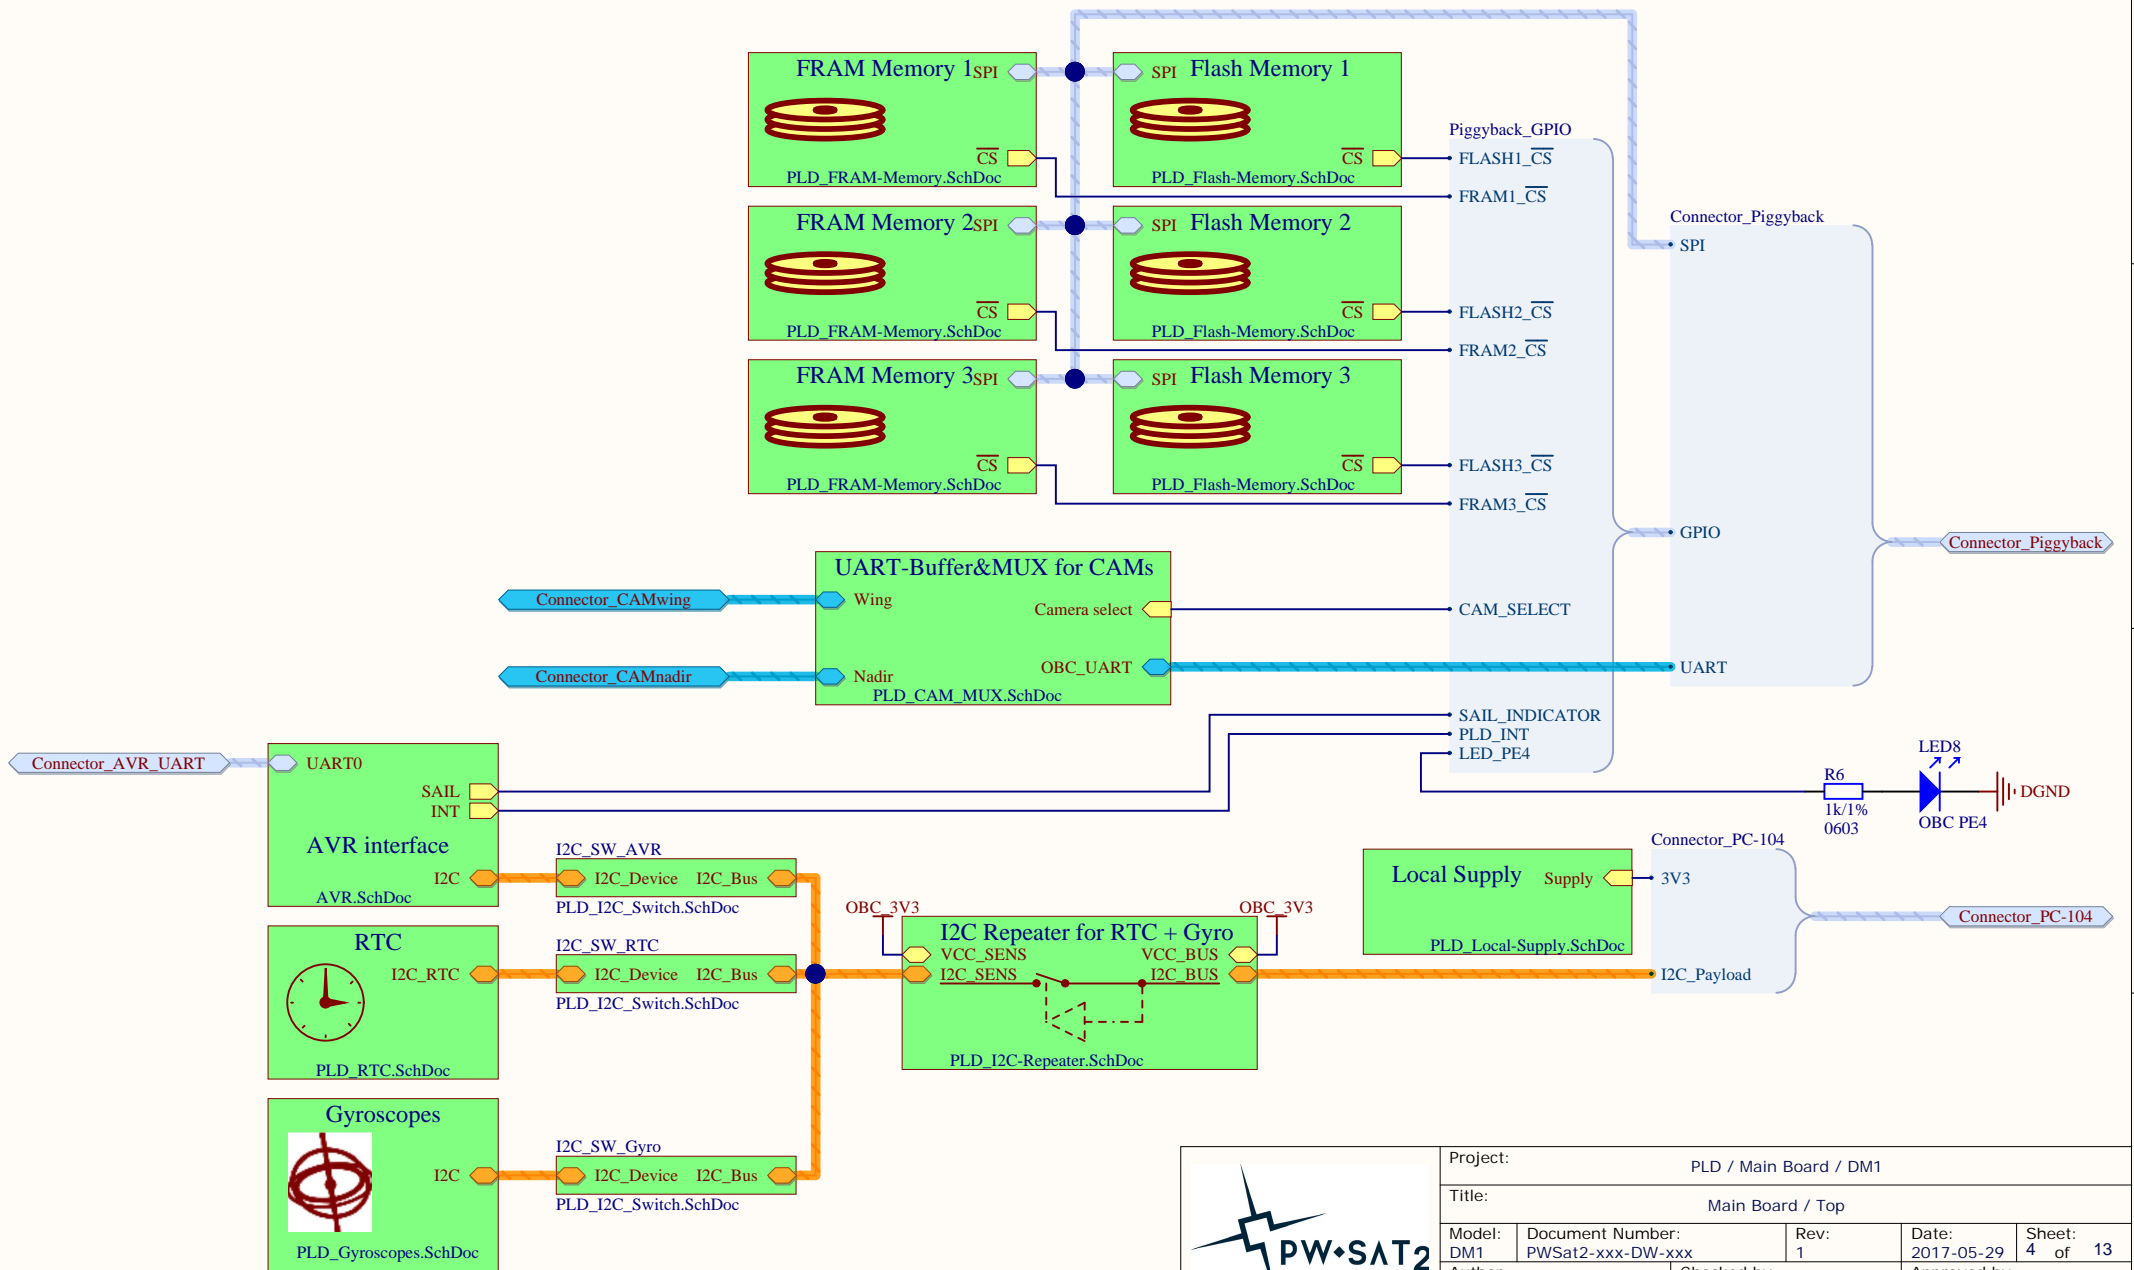 FRAM Memory 1
SPI
CS
PLD_FRAM-Memory.SchDoc
SPI
Flash Memory 1
CS
PLD_Flash-Memory.SchDoc
FRAM Memory 2
SPI
CS
PLD_FRAM-Memory.SchDoc
SPI
Flash Memory 2
CS
PLD_Flash-Memory.SchDoc
FRAM Memory 3
SPI
CS
PLD_FRAM-Memory.SchDoc
SPI
Flash Memory 3
CS
PLD_Flash-Memory.SchDoc
Piggyback_GPIO
FLASH1_CS
FRAM1_CS
FLASH2_CS
FRAM2_CS
FLASH3_CS
FRAM3_CS
CAM_SELECT
SAIL_INDICATOR
PLD_INT
LED_PE4
Connector_Piggyback
SPI
GPIO
UART
Connector_Piggyback
UART-Buffer&MUX for CAMs
Connector_CAMwing
Wing
Camera select
Connector_CAMnadir
Nadir
OBC_UART
PLD_CAM_MUX.SchDoc
Connector_AVR_UART
UART0
SAIL
INT
AVR interface
I2C
AVR.SchDoc
I2C_SW_AVR
I2C_Device I2C_Bus
PLD_I2C_Switch.SchDoc
RTC
I2C_RTC
PLD_RTC.SchDoc
I2C_SW_RTC
I2C_Device I2C_Bus
PLD_I2C_Switch.SchDoc
Gyroscopes
I2C
PLD_Gyroscopes.SchDoc
I2C_SW_Gyro
I2C_Device I2C_Bus
PLD_I2C_Switch.SchDoc
OBC_3V3
OBC_3V3
I2C Repeater for RTC + Gyro
VCC_SENS VCC_BUS
I2C_SENS I2C_BUS
PLD_I2C-Repeater.SchDoc
Local Supply
Supply
PLD_Local-Supply.SchDoc
Connector_PC-104
3V3
I2C_Payload
Connector_PC-104
R6
1k/1%
0603
LED8
OBC PE4
DGND
PW SAT2
Project:
PLD / Main Board / DM1
Title:
Main Board / Top
Model: Document Number: Rev: Date: Sheet:
DM1 PWSat2-xxx-DW-xxx 1 2017-05-29 4 of 13